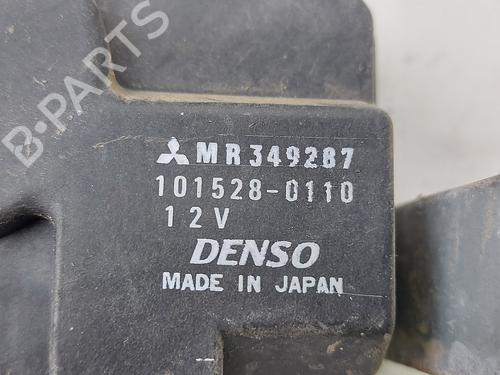 B-PARTS
MR349287
101528-0110
12V
DENSO
MADE IN JAPAN